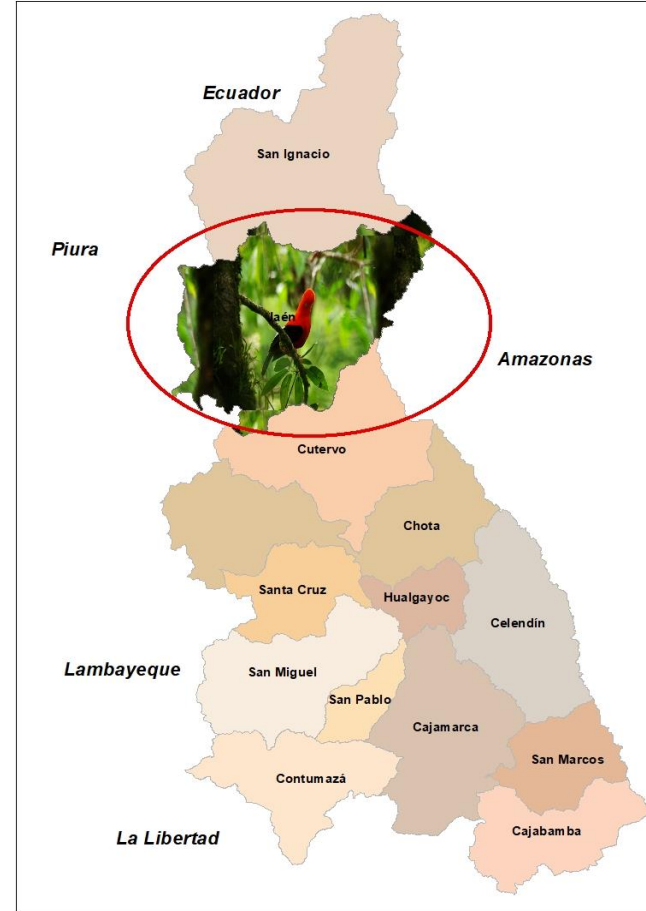 Ecuador
San Ignacio
Piura
Jaén
Amazonas
Cutervo
Chota
Santa Cruz
Hualgayoc
Celendín
Lambayeque
San Miguel
San Pablo
Cajamarca
San Marcos
Contumazá
La Libertad
Cajabamba